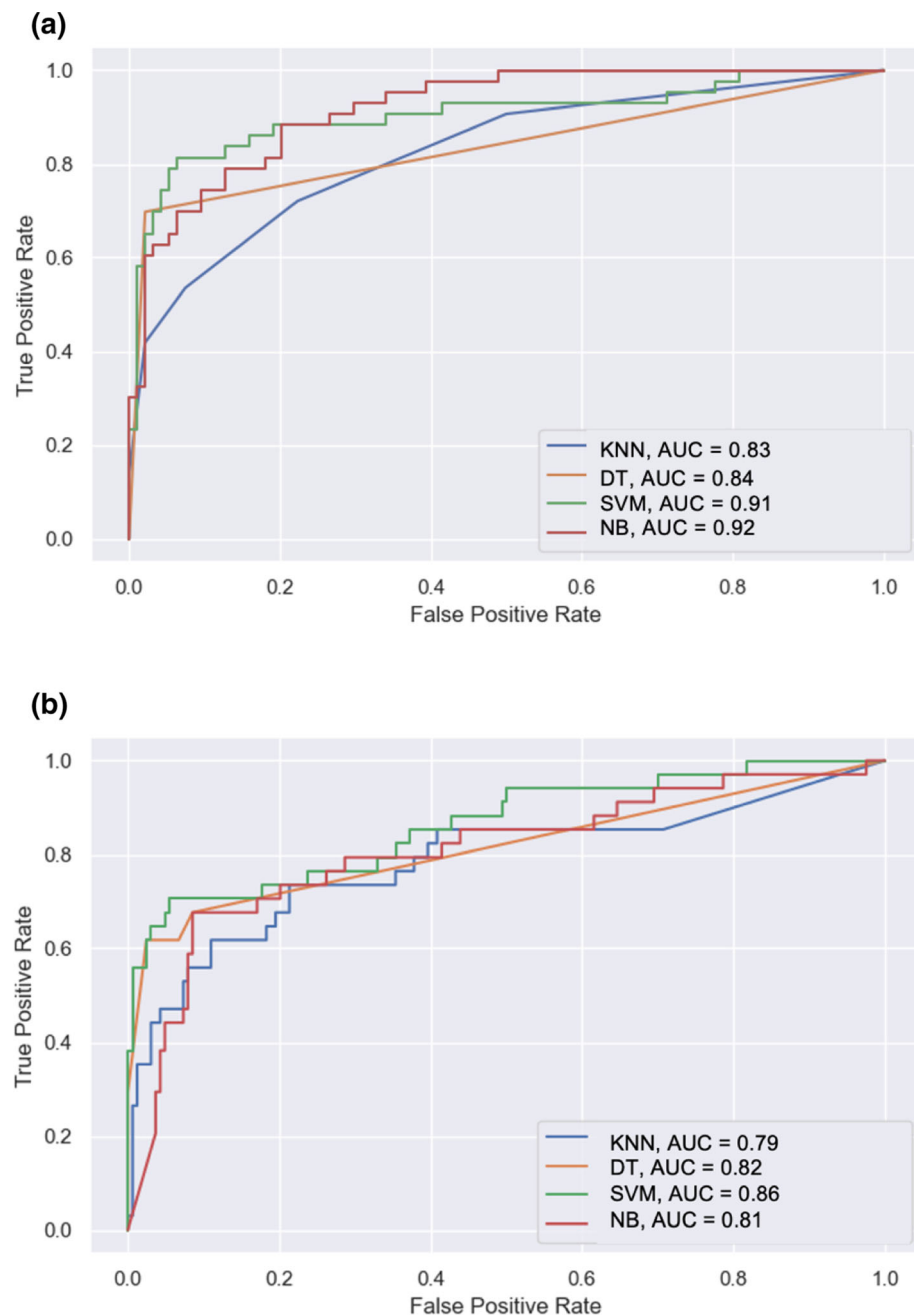 (a)
1.0
0.8
0.6
0.4
0.2
0.0
True Positive Rate
KNN, AUC = 0.83
DT, AUC = 0.84
SVM, AUC = 0.91
NB, AUC = 0.92
0.0 0.2 0.4 0.6 0.8 1.0
False Positive Rate
(b)
1.0
0.8
0.6
0.4
0.2
0.0
True Positive Rate
KNN, AUC = 0.79
DT, AUC = 0.82
SVM, AUC = 0.86
NB, AUC = 0.81
0.0 0.2 0.4 0.6 0.8 1.0
False Positive Rate